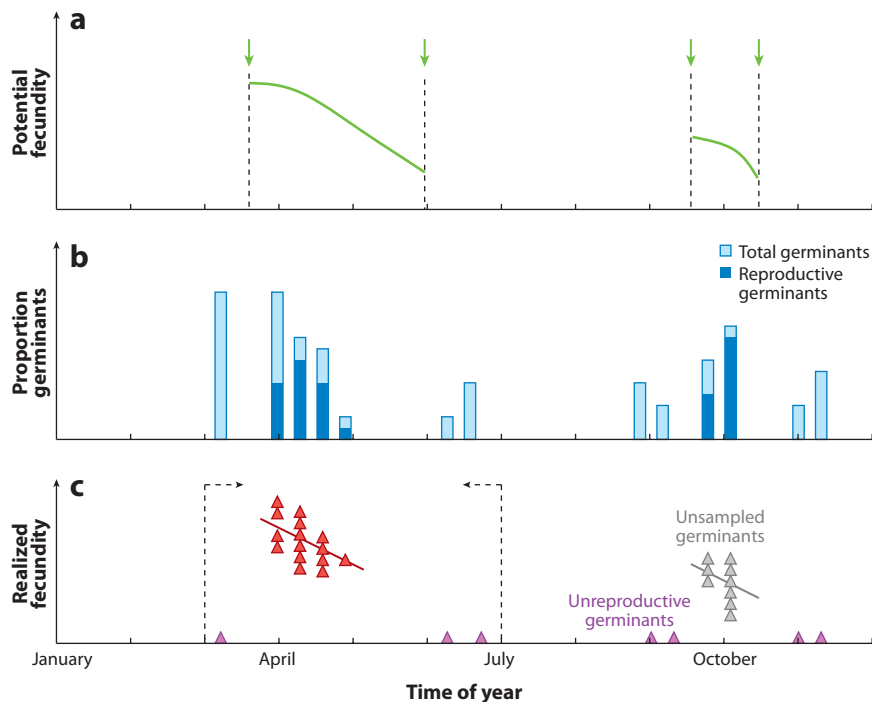 a
Potential
fecundity
b
Total germinants
Reproductive
germinants
Proportion
germinants
c
Unsampled
germinants
Unreproductive
germinants
Realized
fecundity
January
April
July
October
Time of year